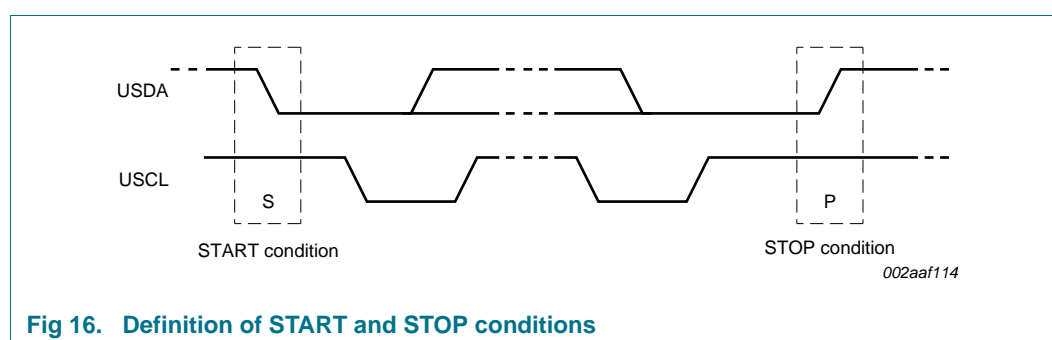 USDA
USCL
S
P
START condition
STOP condition
002aaf114
Fig 16. Definition of START and STOP conditions